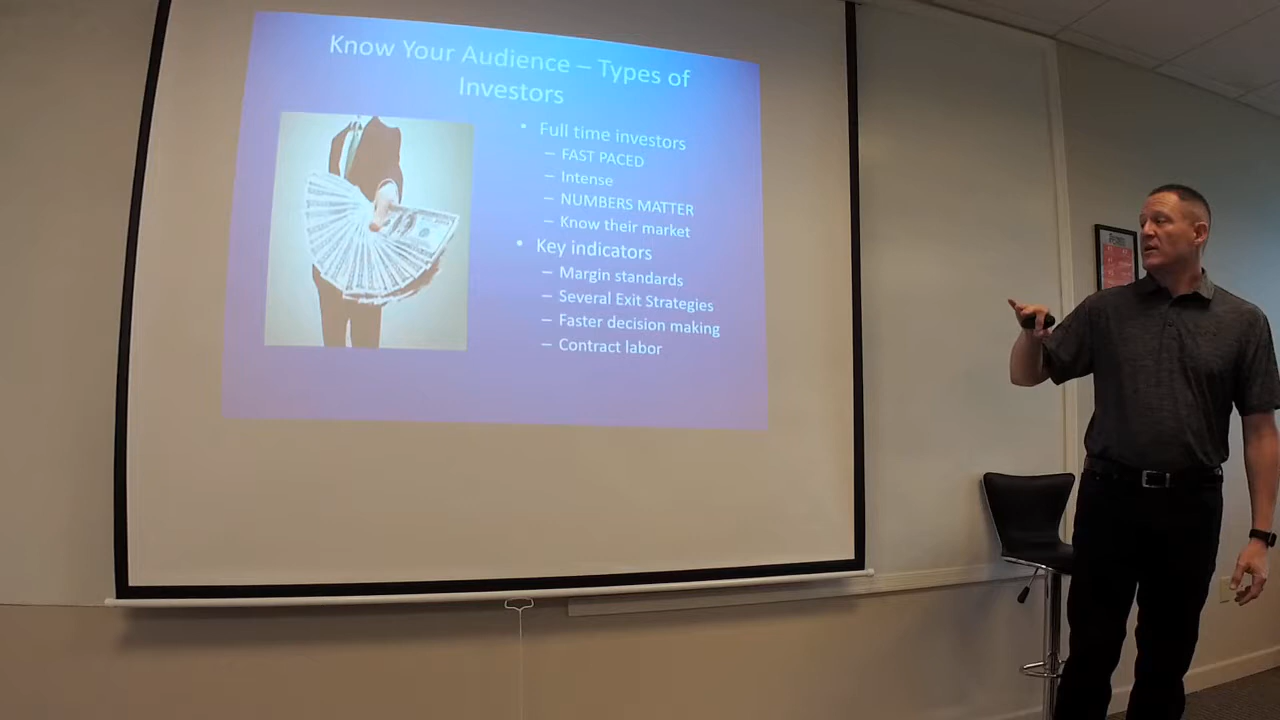 Know Your Audience – Types of
Investors
• Full time investors
– FAST PACED
– Intense
– NUMBERS MATTER
– Know their market
• Key indicators
– Margin standards
– Several Exit Strategies
– Faster decision making
– Contract labor